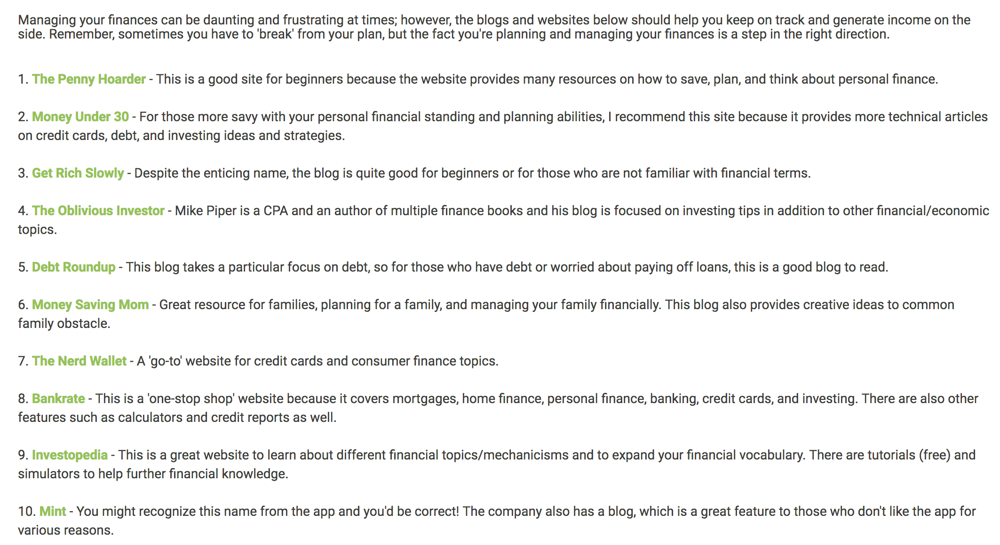 Managing your finances can be daunting and frustrating at times; however, the blogs and websites below should help you keep on track and generate income on the
side. Remember, sometimes you have to 'break' from your plan, but the fact you're planning and managing your finances is a step in the right direction.
1. The Penny Hoarder - This is a good site for beginners because the website provides many resources on how to save, plan, and think about personal finance.
2. Money Under 30 - For those more savy with your personal financial standing and planning abilities, I recommend this site because it provides more technical articles
on credit cards, debt, and investing ideas and strategies.
3. Get Rich Slowly - Despite the enticing name, the blog is quite good for beginners or for those who are not familiar with financial terms.
4. The Oblivious Investor - Mike Piper is a CPA and an author of multiple finance books and his blog is focused on investing tips in addition to other financial/economic
topics.
5. Debt Roundup - This blog takes a particular focus on debt, so for those who have debt or worried about paying off loans, this is a good blog to read.
6. Money Saving Mom - Great resource for families, planning for a family, and managing your family financially. This blog also provides creative ideas to common
family obstacle.
7. The Nerd Wallet - A 'go-to' website for credit cards and consumer finance topics.
8. Bankrate - This is a 'one-stop shop' website because it covers mortgages, home finance, personal finance, banking, credit cards, and investing. There are also other
features such as calculators and credit reports as well.
9. Investopedia - This is a great website to learn about different financial topics/mechanicisms and to expand your financial vocabulary. There are tutorials (free) and
simulators to help further financial knowledge.
10. Mint - You might recognize this name from the app and you'd be correct! The company also has a blog, which is a great feature to those who don't like the app for
various reasons.